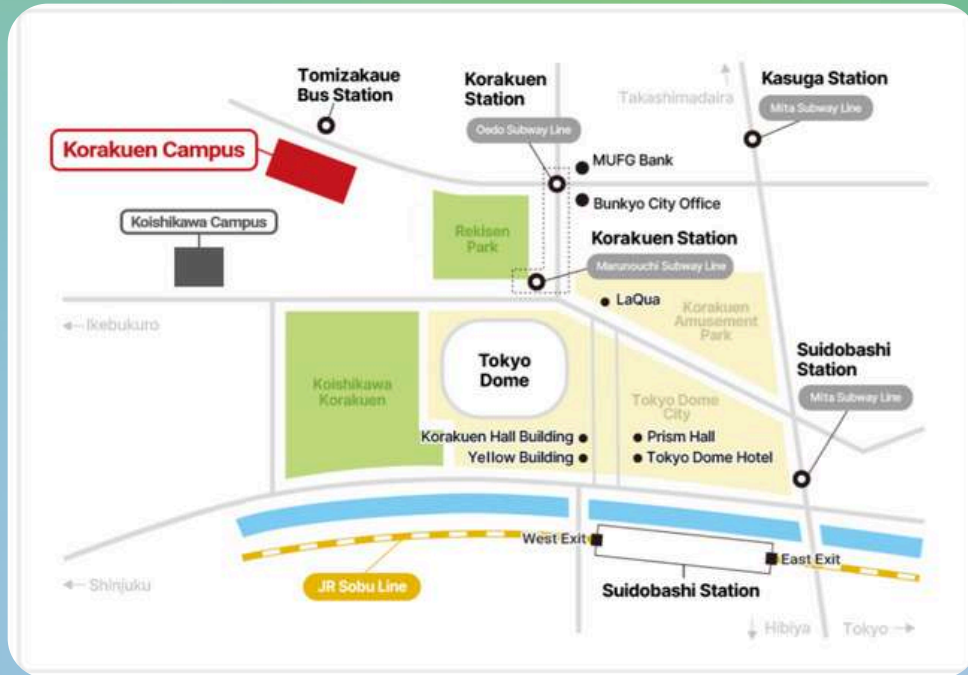 Tomizakaue
Bus Station
Korakuen
Station
Oedo Subway Line
Takashimadaira
Kasuga Station
Mita Subway Line
Korakuen Campus
MUFG Bank
Koishikawa Campus
Bunkyo City Office
Rekisen
Park
Korakuen Station
Marunouchi Subway Line
LaQua
Korakuen
Amusement
Park
Ikebukuro
Suidobashi
Station
Mita Subway Line
Tokyo
Dome
Koishikawa
Korakuen
Tokyo Dome
City
Korakuen Hall Building
Prism Hall
Yellow Building
Tokyo Dome Hotel
West Exit
East Exit
Shinjuku
JR Sobu Line
Suidobashi Station
Hibiya
Tokyo